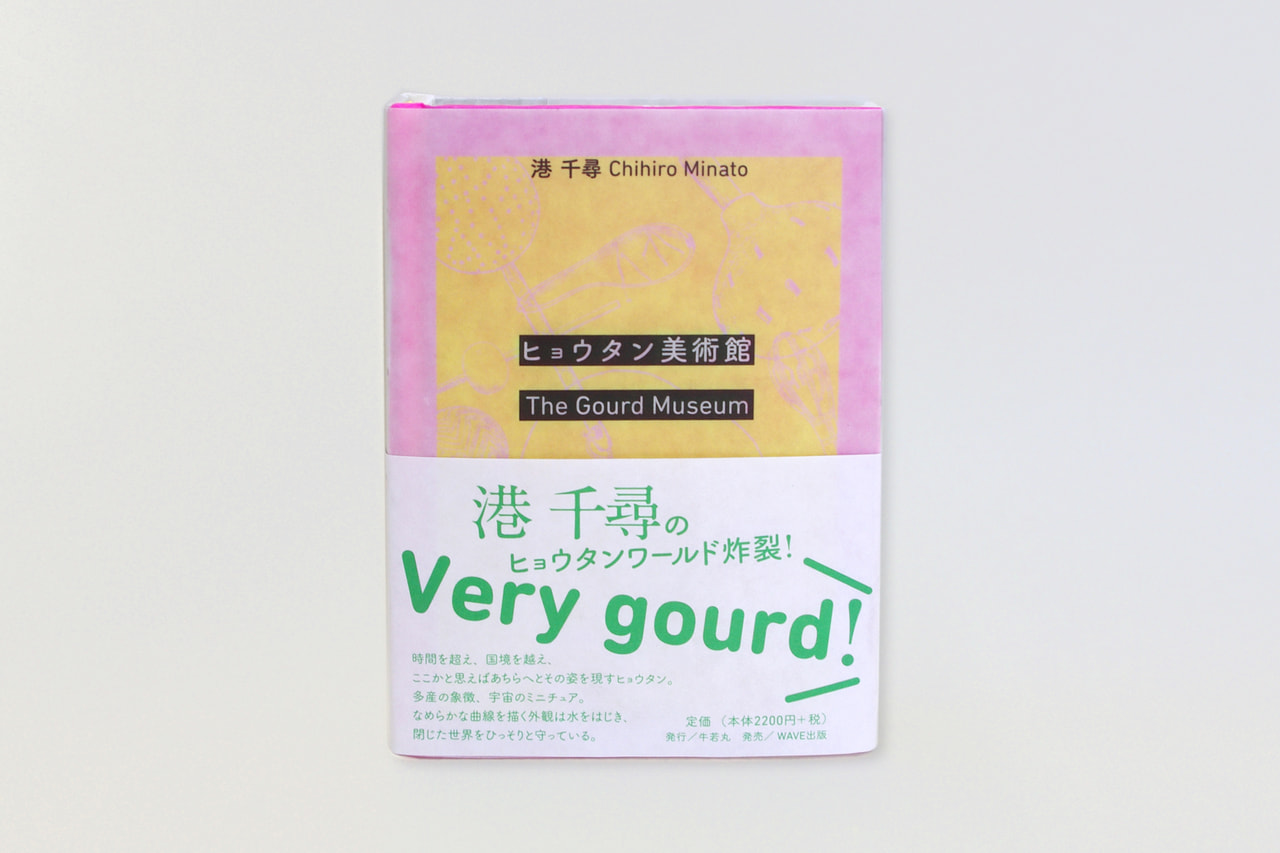 港 千尋 Chihiro Minato
ヒョウタン美術館
The Gourd Museum
港 千尋の
ヒョウタンワールド炸裂!
Very gourd!
時間を超え、国境を越え、
ここかと思えばあちらへとその姿を現すヒョウタン。
多産の象徴、宇宙のミニチュア。
なめらかな曲線を描く外観は水をはじき、
閉じた世界をひっそりと守っている。
定価 （本体2200円+税）
発行／牛若丸　発売／WAVE出版